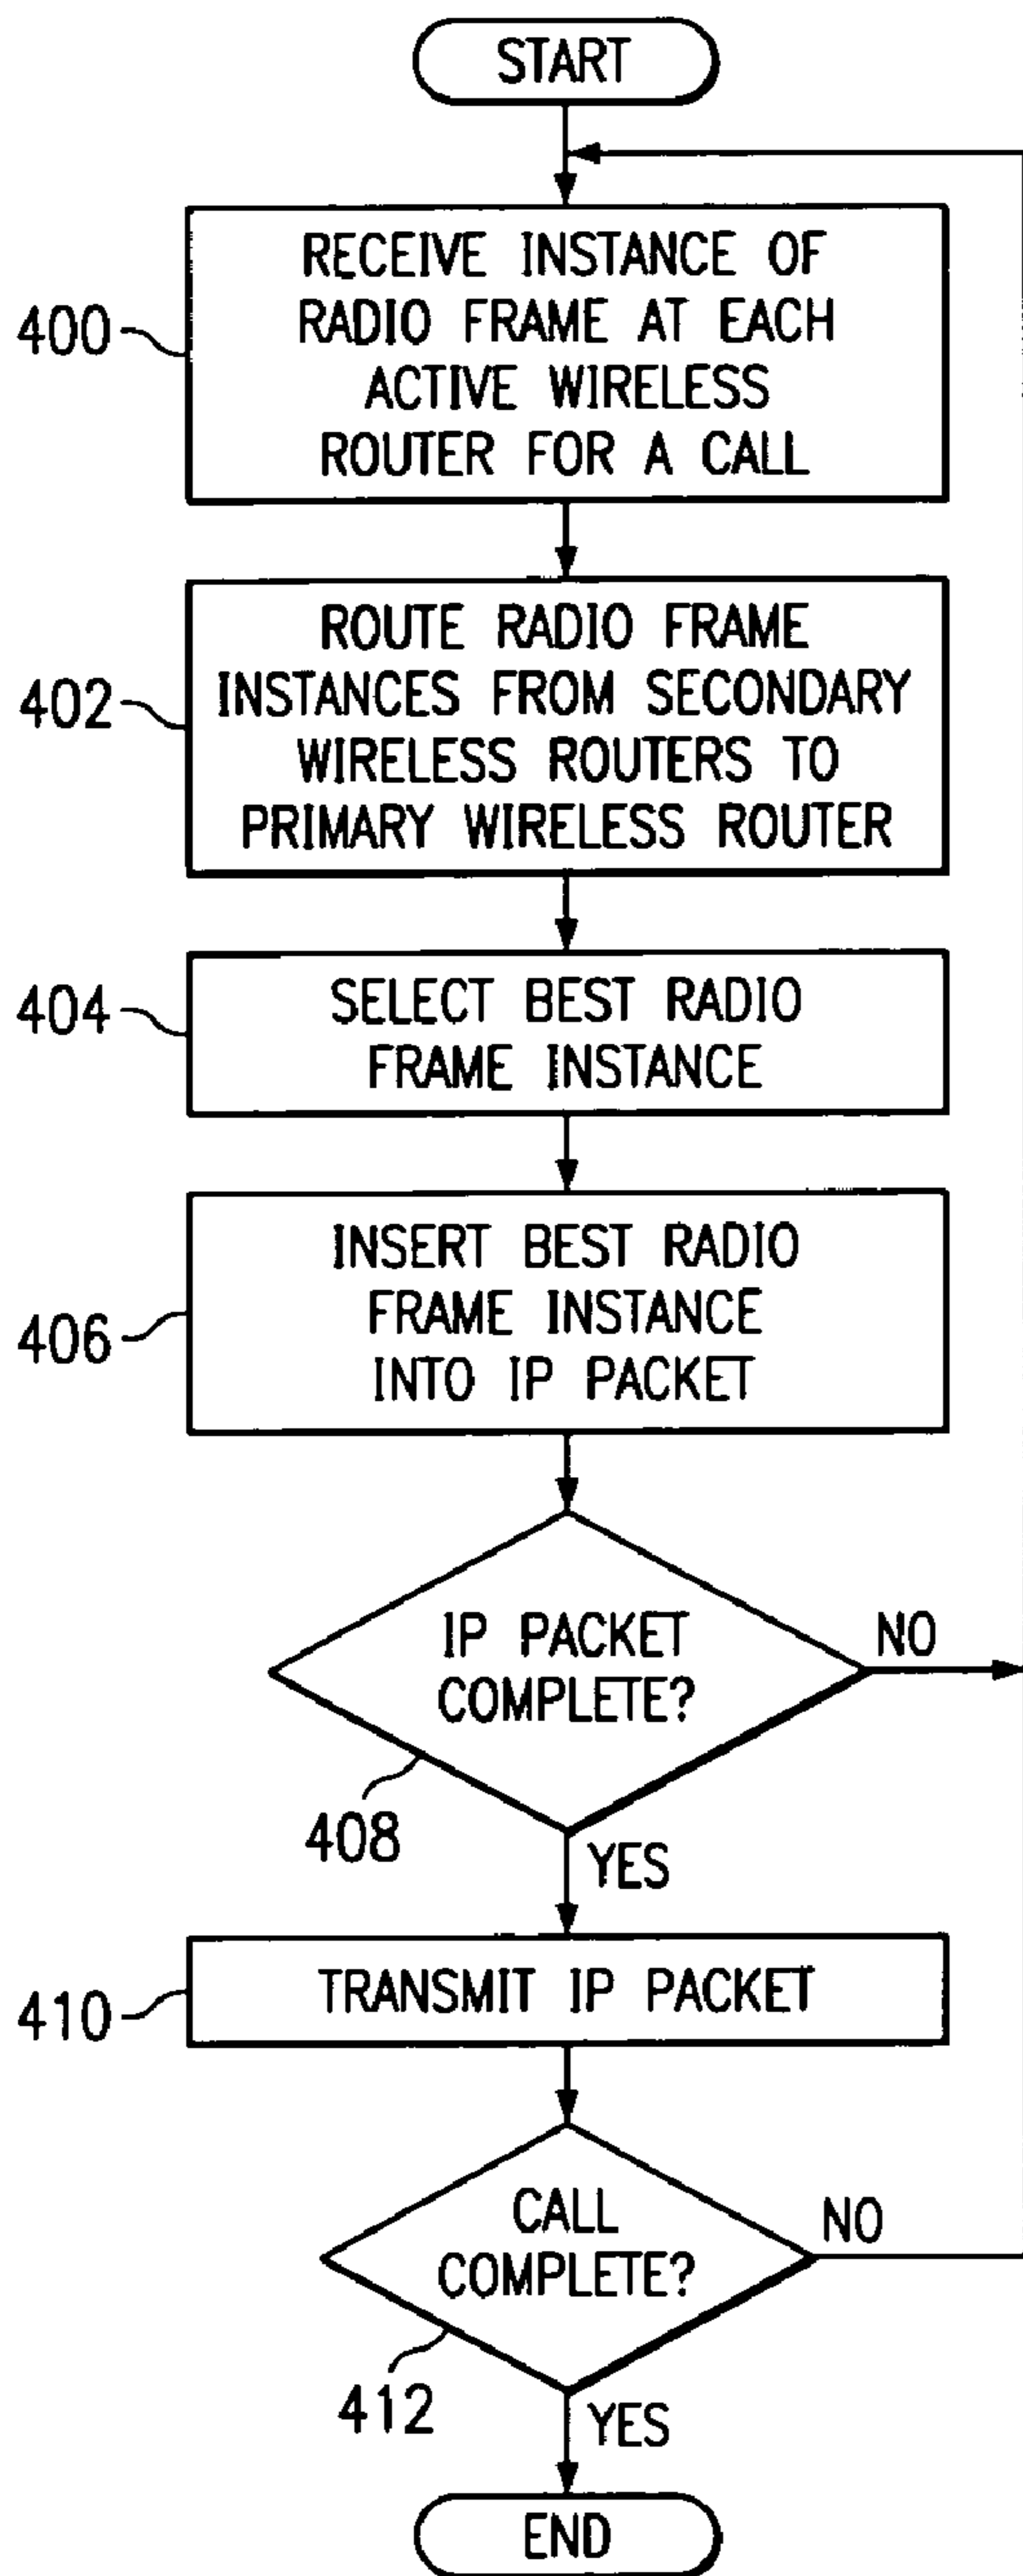 START
RECEIVE INSTANCE OF
RADIO FRAME AT EACH
ACTIVE WIRELESS
ROUTER FOR A CALL
400
ROUTE RADIO FRAME
INSTANCES FROM SECONDARY
WIRELESS ROUTERS TO
PRIMARY WIRELESS ROUTER
402
SELECT BEST RADIO
FRAME INSTANCE
404
INSERT BEST RADIO
FRAME INSTANCE
INTO IP PACKET
406
IP PACKET
COMPLETE?
NO
408
YES
TRANSMIT IP PACKET
410
CALL
COMPLETE?
NO
412
YES
END